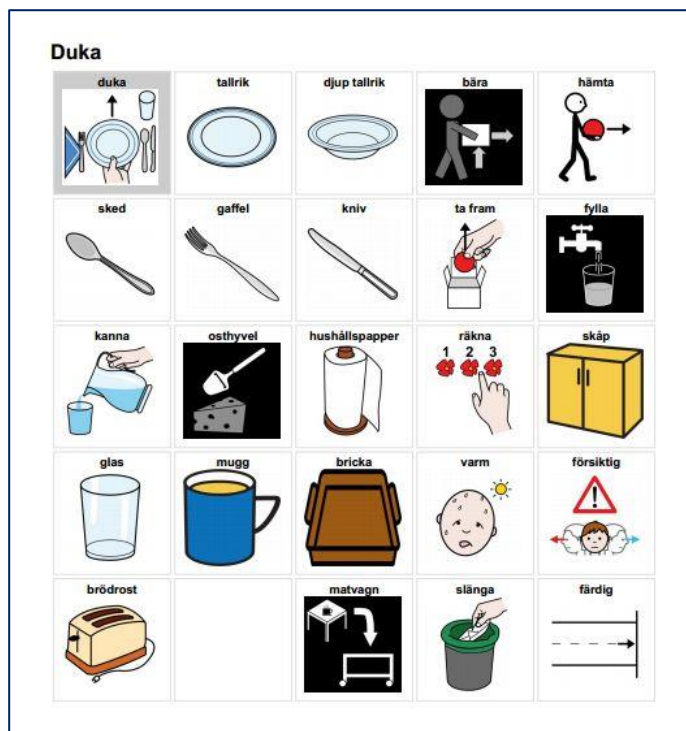 Duka
duka tallrik djup tallrik bära hämta
sked gaffel kniv ta fram fylla
kanna osthyvel hushållspapper räkna skåp
1 2 3
glas mugg bricka varm försiktig
!
brödrost matvagn slänga färdig